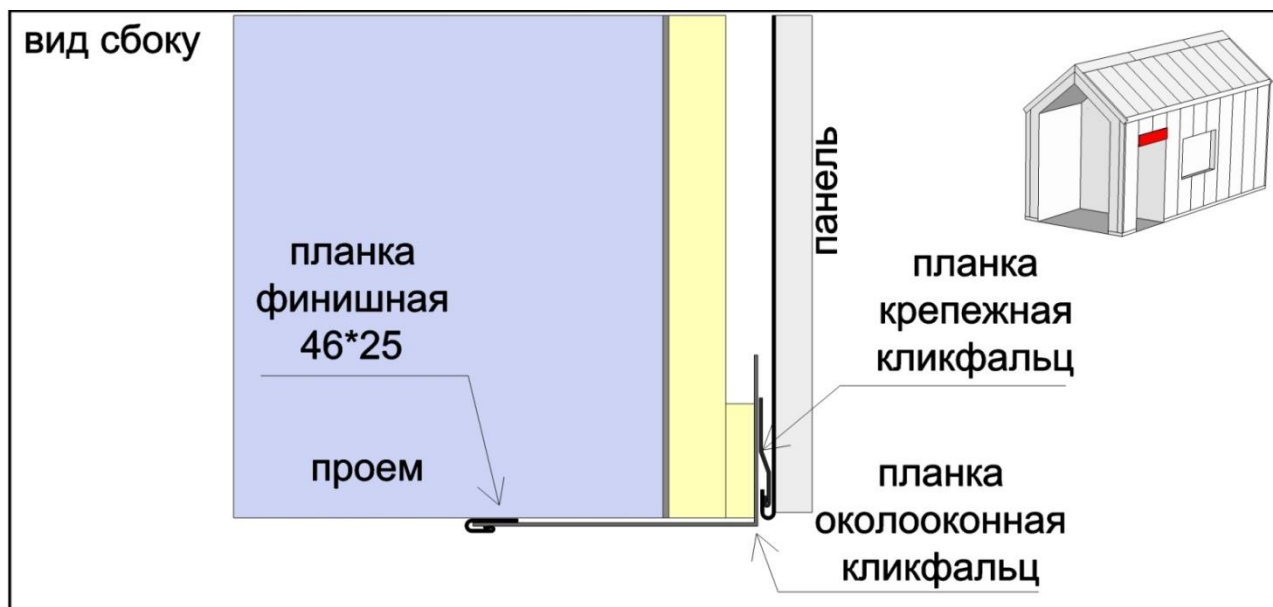 вид сбоку
планка
финишная
46*25
проем
панель
планка
крепежная
кликфальц
планка
околооконная
кликфальц